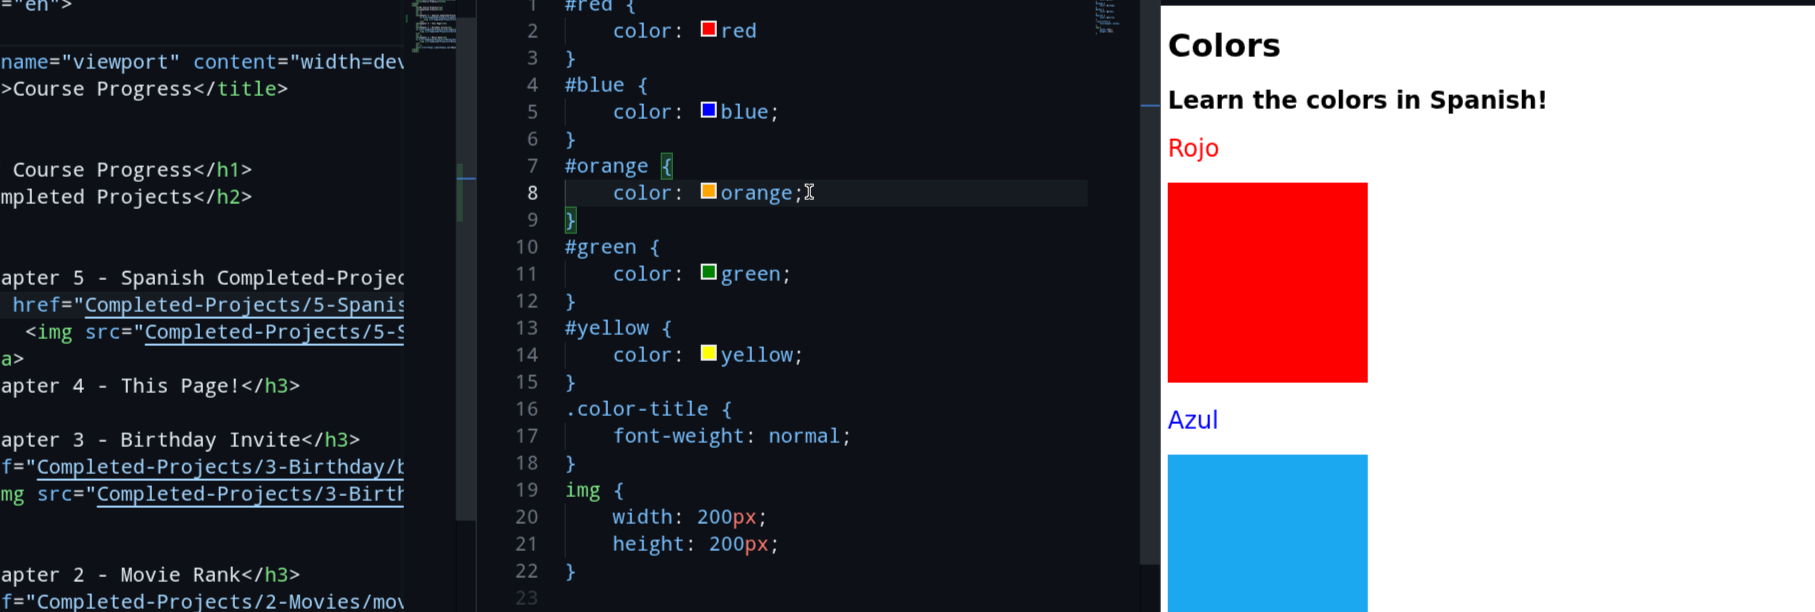 ="en">
name="viewport" content="width=dev
>Course Progress</title>
Course Progress</h1>
mpleted Projects</h2>
apter 5 - Spanish Completed-Projec
href="Completed-Projects/5-Spanis
<img src="Completed-Projects/5-S
a>
apter 4 - This Page!</h3>
apter 3 - Birthday Invite</h3>
f="Completed-Projects/3-Birthday/b
mg src="Completed-Projects/3-Birth
apter 2 - Movie Rank</h3>
f="Completed-Projects/2-Movies/mov
1 #red {
2 color: red
3 }
4 #blue {
5 color: blue;
6 }
7 #orange {
8 color: orange;
9 }
10 #green {
11 color: green;
12 }
13 #yellow {
14 color: yellow;
15 }
16 .color-title {
17 font-weight: normal;
18 }
19 img {
20 width: 200px;
21 height: 200px;
22 }
23
Colors
Learn the colors in Spanish!
Rojo
Azul